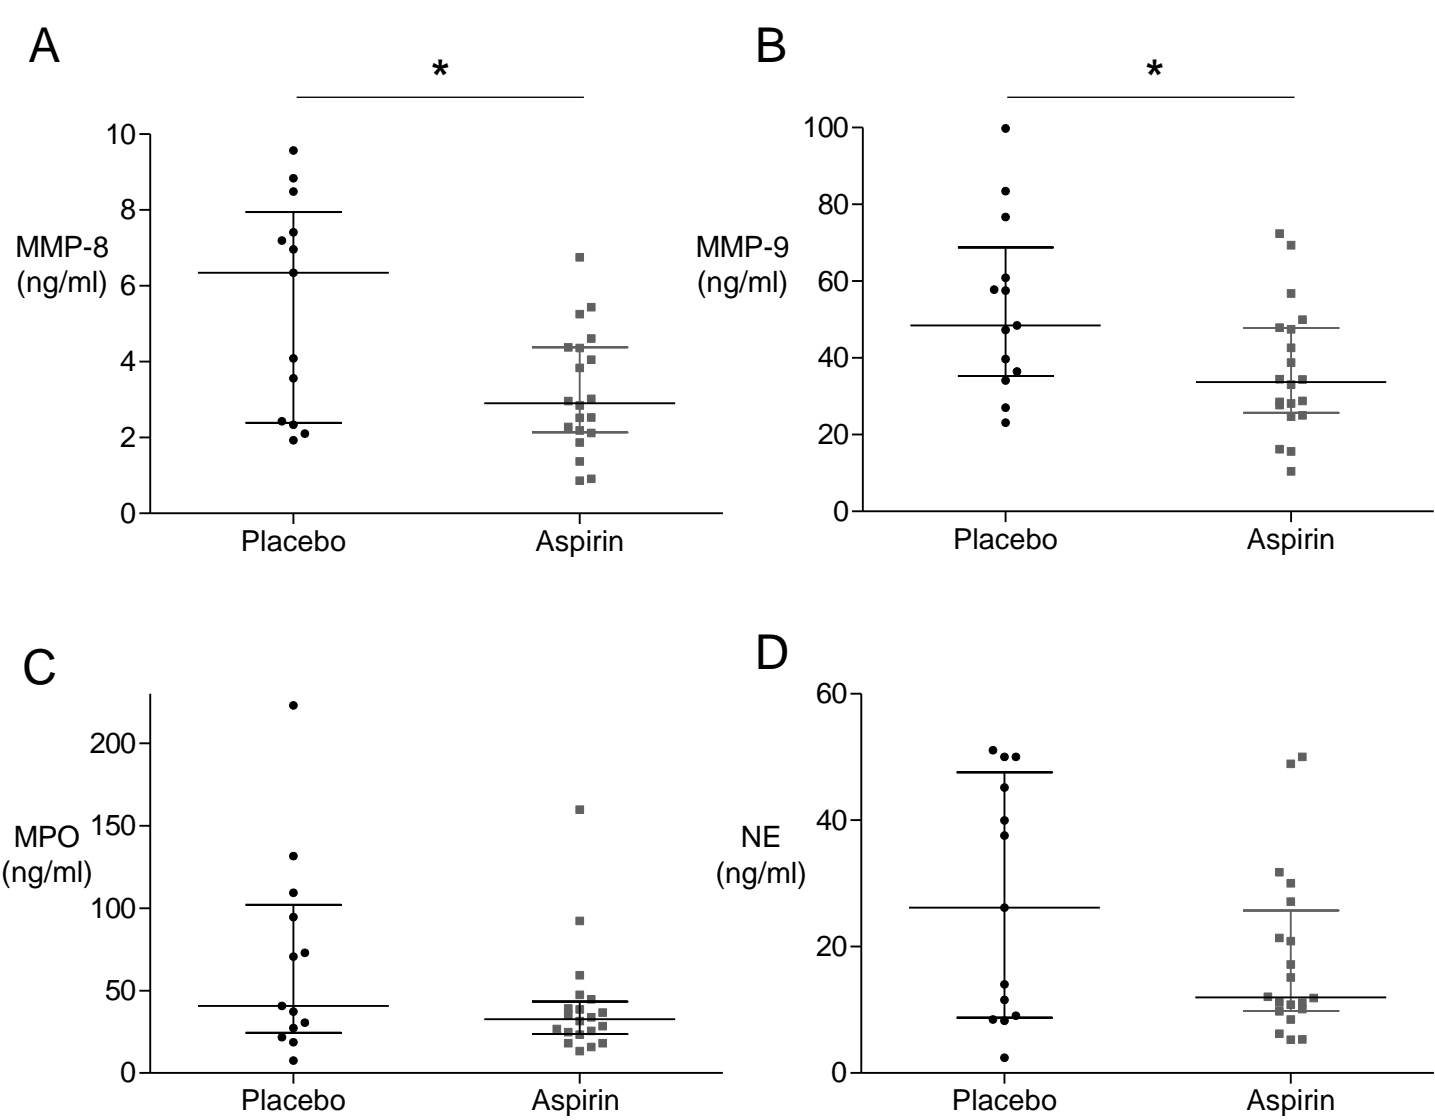 A
*
10
8
6
4
2
0
MMP-8
(ng/ml)
Placebo
Aspirin
B
*
100
80
60
40
20
0
MMP-9
(ng/ml)
Placebo
Aspirin
C
200
150
100
50
0
MPO
(ng/ml)
Placebo
Aspirin
D
60
40
20
0
NE
(ng/ml)
Placebo
Aspirin